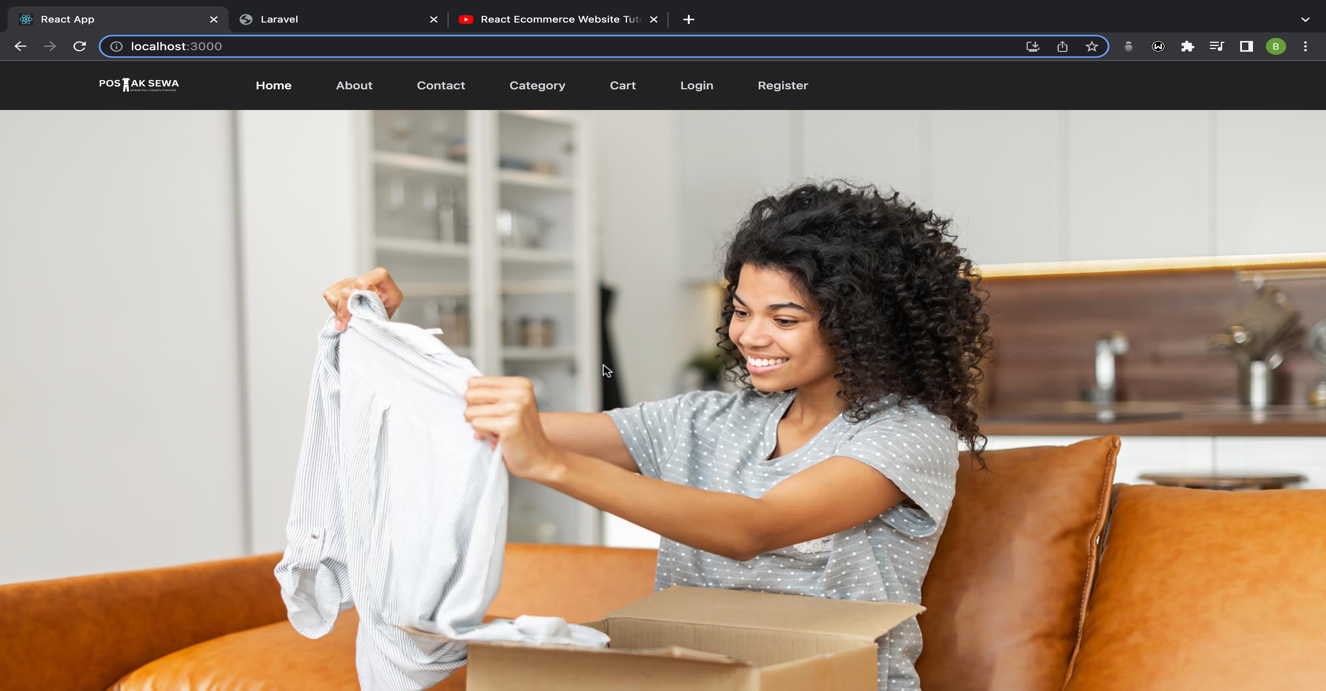 React App
Laravel
React Ecommerce Website Tut
localhost:3000
B
POS AK SEWA
Home
About
Contact
Category
Cart
Login
Register